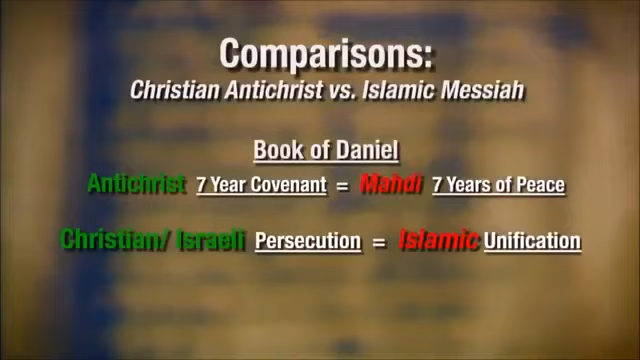 Comparisons:
Christian Antichrist vs. Islamic Messiah
Book of Daniel
Antichrist 7 Year Covenant = Mahdi 7 Years of Peace
Christian/ Israeli Persecution = Islamic Unification